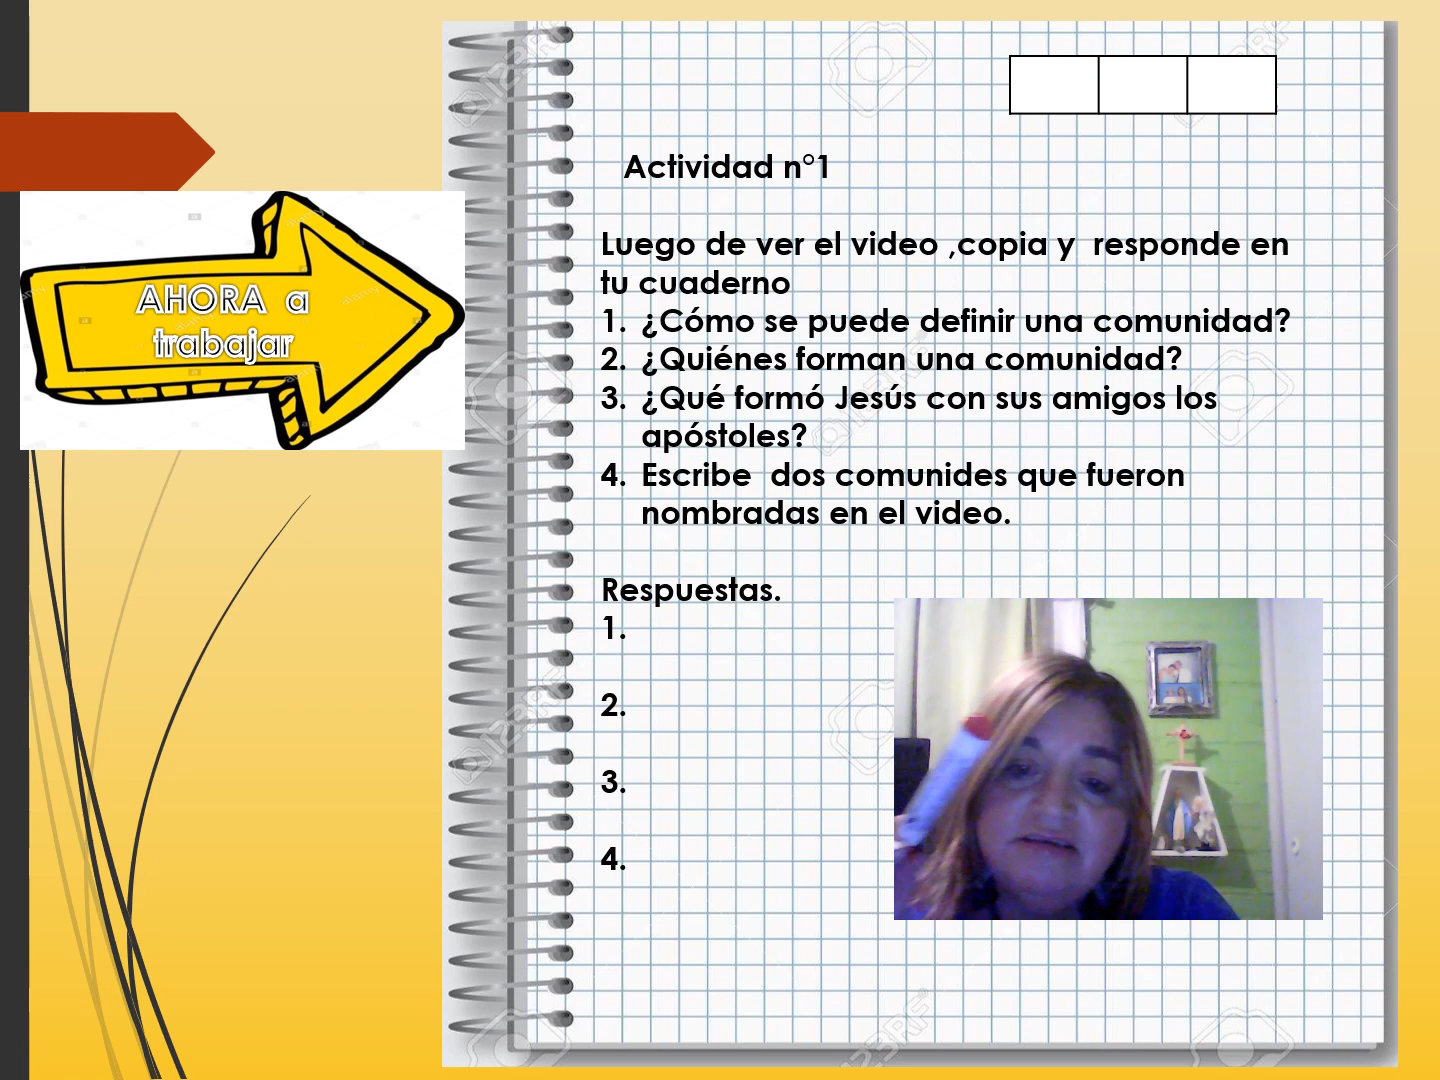 Actividad n°1
AHORA a
trabajar
Luego de ver el video ,copia y responde en
tu cuaderno
1. ¿Cómo se puede definir una comunidad?
2. ¿Quiénes forman una comunidad?
3. ¿Qué formó Jesús con sus amigos los
apóstoles?
4. Escribe dos comunides que fueron
nombradas en el video.
Respuestas.
1.
2.
3.
4.
123RF